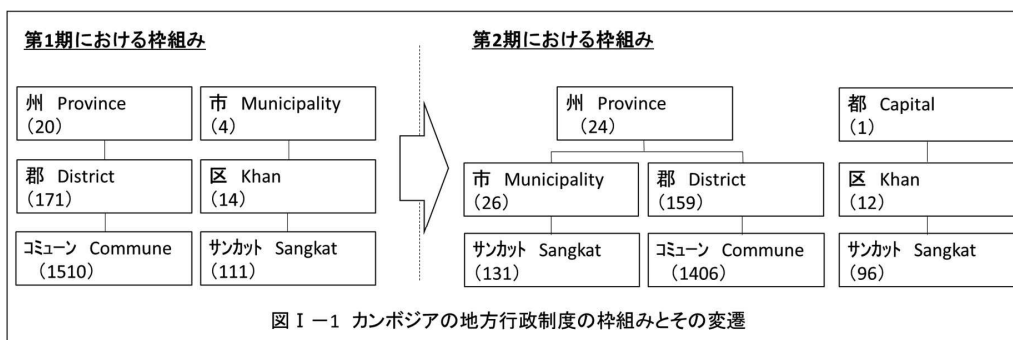 第1期における枠組み
州 Province
(20)
市 Municipality
(4)
郡 District
(171)
区 Khan
(14)
コミューン Commune
(1510)
サンカット Sangkat
(111)
第2期における枠組み
州 Province
(24)
都 Capital
(1)
市 Municipality
(26)
郡 District
(159)
区 Khan
(12)
サンカット Sangkat
(131)
コミューン Commune
(1406)
サンカット Sangkat
(96)
図Ⅰ－1 カンボジアの地方行政制度の枠組みとその変遷